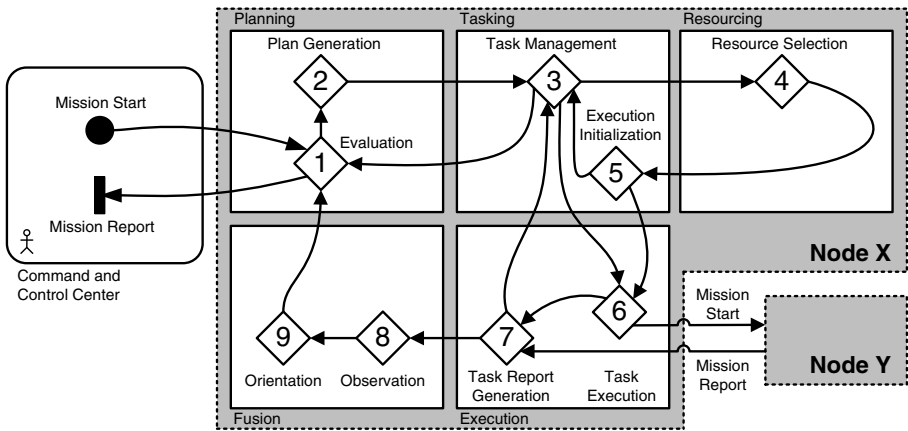 Planning
Tasking
Resourcing
Plan Generation
Task Management
Resource Selection
2
3
4
Mission Start
Execution
Initialization
Evaluation
1
5
Mission Report
Command and
Control Center
Node X
6
Mission
Start
9
8
7
Mission
Report
Node Y
Orientation
Observation
Task Report
Generation
Task
Execution
Fusion
Execution